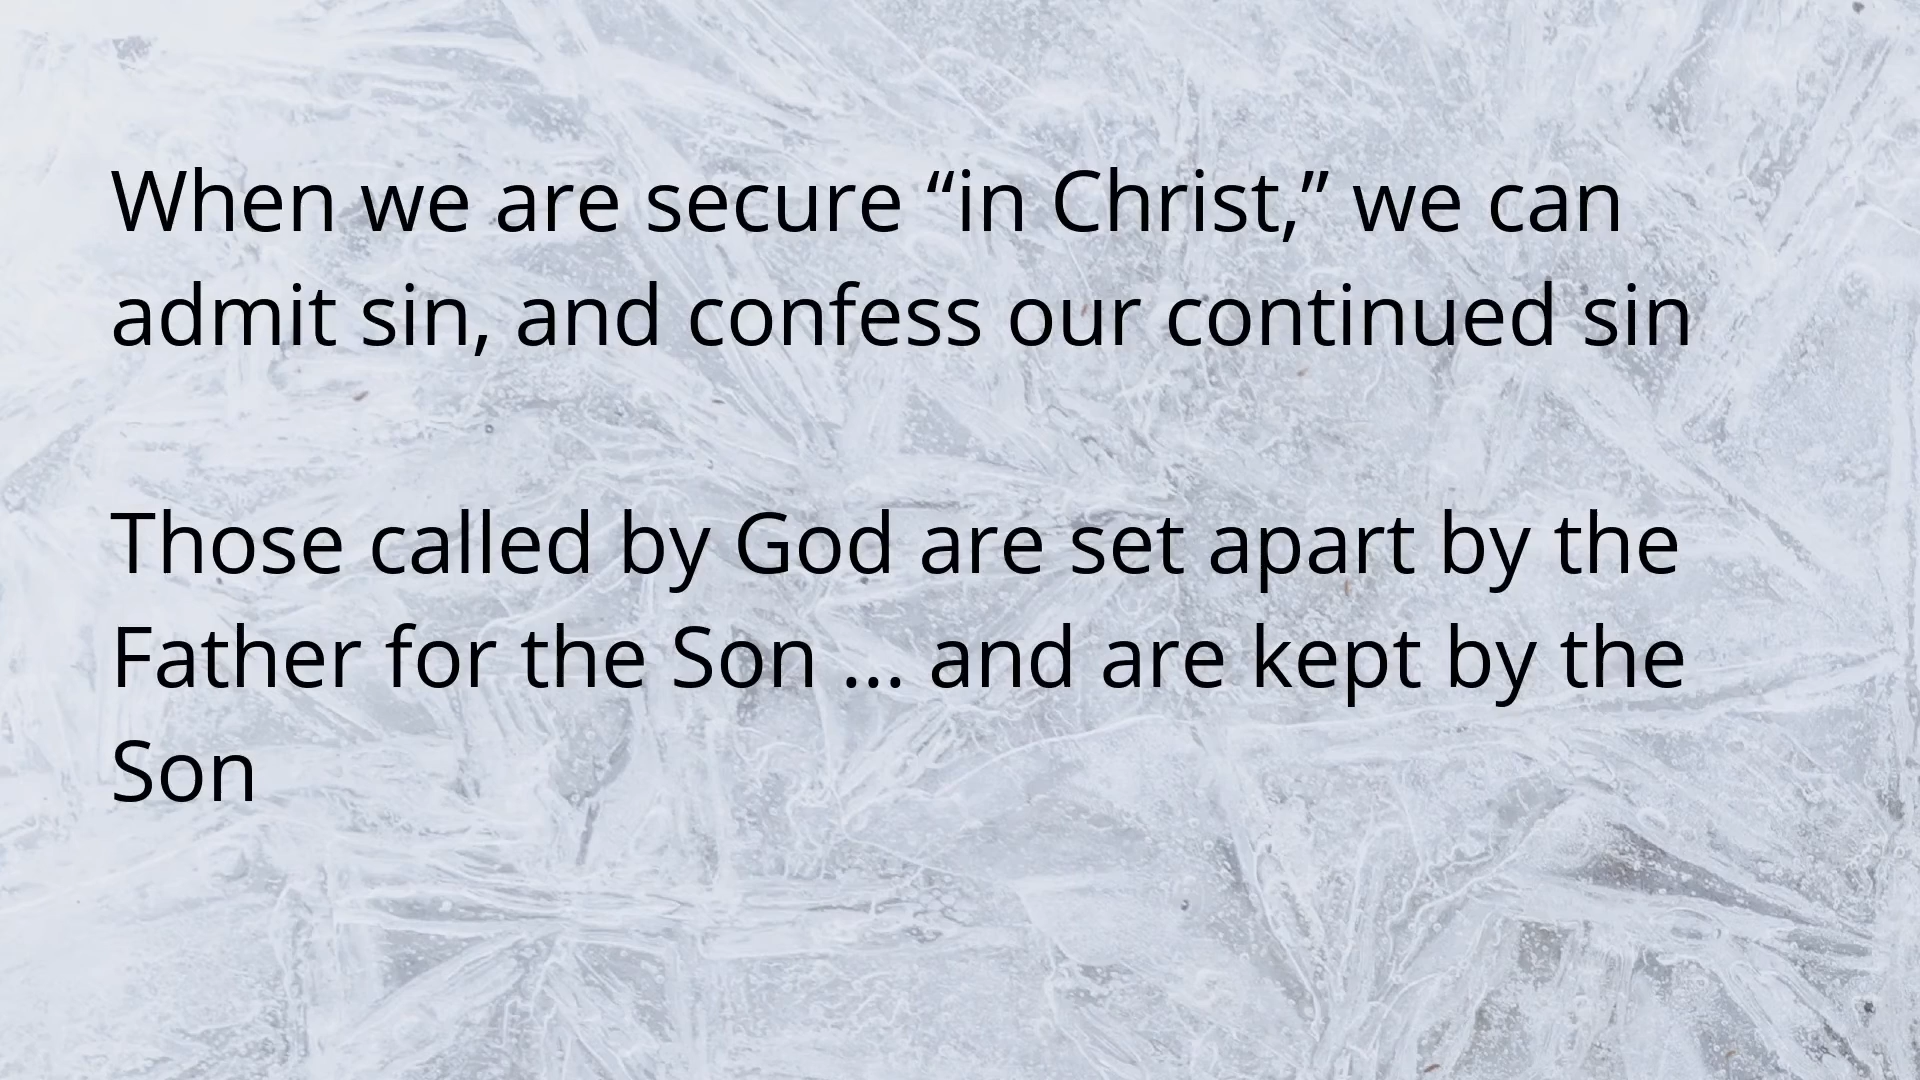 When we are secure “in Christ,” we can
admit sin, and confess our continued sin
Those called by God are set apart by the
Father for the Son ... and are kept by the
Son